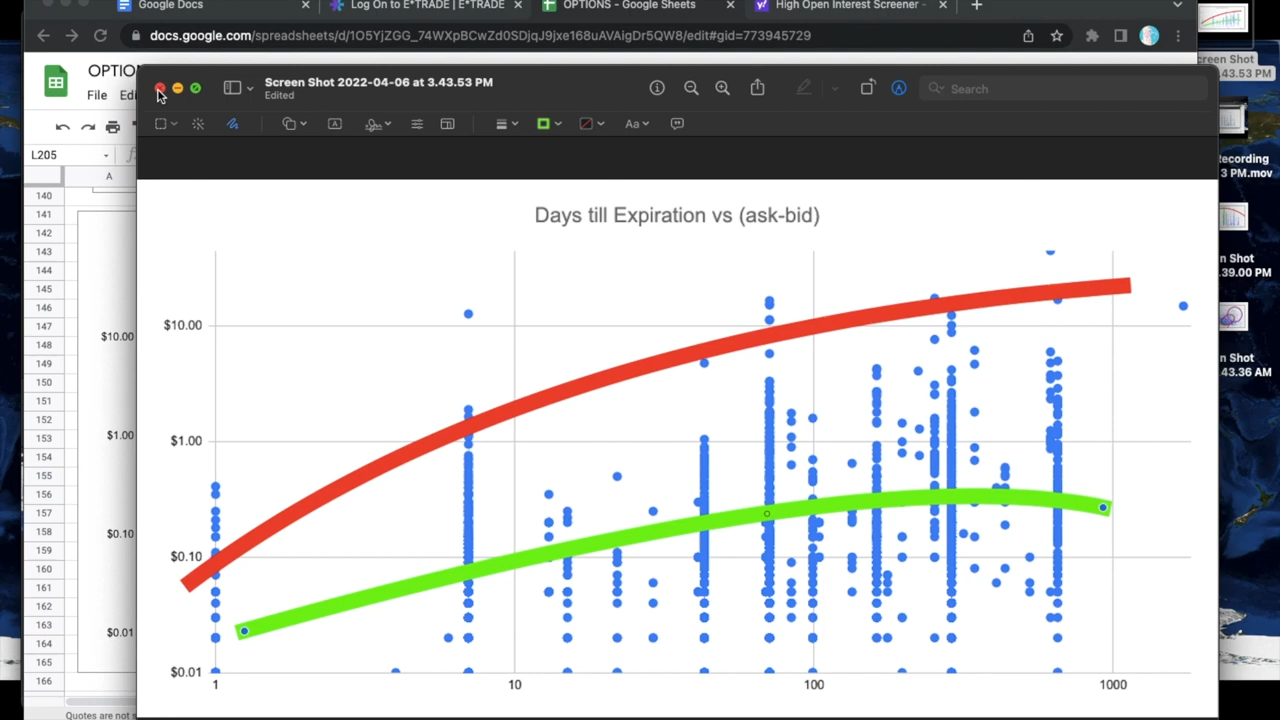 Google Docs
Log On to E*TRADE | E*TRADE
OPTIONS - Google Sheets
High Open Interest Screener -
docs.google.com/spreadsheets/d/1O5YjZGG_74WXpBCwZd9SDjqJ9jxe168uAVAigDr5QW8/edit#gid=773945729
creen Shot
.43.53 PM
OPTIO
File Edi
Screen Shot 2022-04-06 at 3.43.53 PM
Edited
Search
Aa
L205
A
140
141
142
143
144
145
146
147
148
149
150
151
152
153
154
155
156
157
158
159
160
161
162
163
164
165
166
$10.00
$1.00
$0.10
$0.01
Quotes are not s
Days till Expiration vs (ask-bid)
$10.00
$1.00
$0.10
$0.01
1
10
100
1000
ecording
3 PM.mov
n Shot
.39.00 PM
n Shot
.43.36 AM